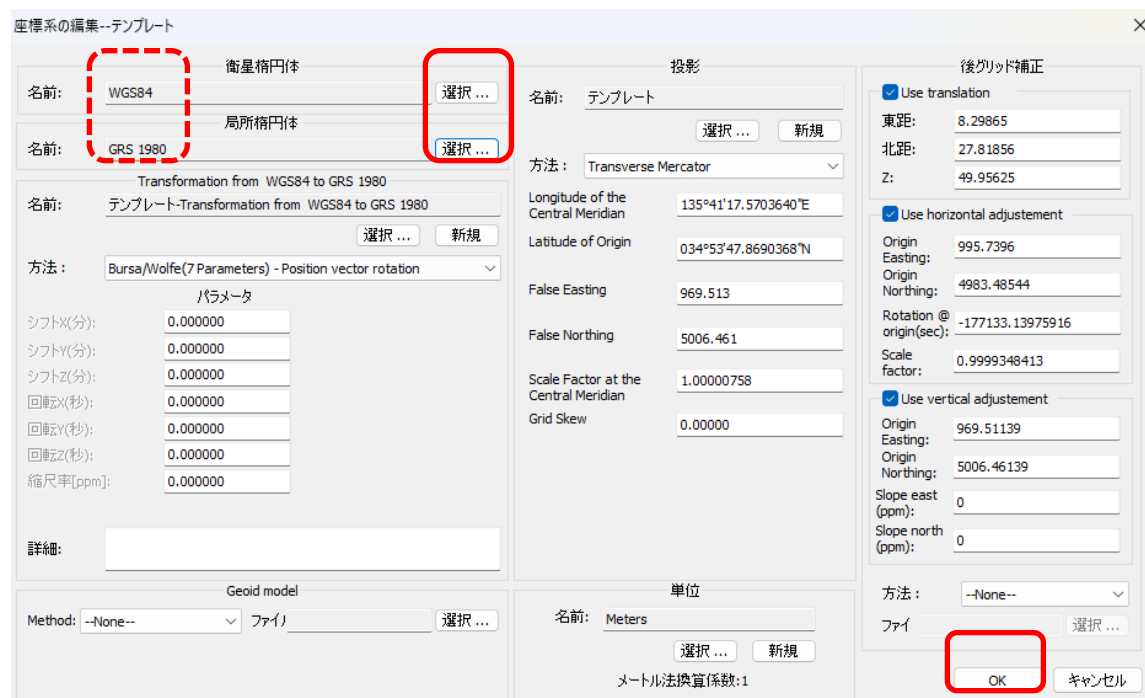 座標系の編集--テンプレート
衛星楕円体
名前:
WGS84
選択 ...
局所楕円体
名前:
GRS 1980
選択 ...
Transformation from WGS84 to GRS 1980
名前:
テンプレート-Transformation from WGS84 to GRS 1980
選択 ...
新規
方法：
Bursa/Wolfe(7 Parameters) - Position vector rotation
パラメータ
シフトX(分):
0.000000
シフトY(分):
0.000000
シフトZ(分):
0.000000
回転X(秒):
0.000000
回転Y(秒):
0.000000
回転Z(秒):
0.000000
縮尺率[ppm]:
0.000000
詳細:
Geoid model
Method:
--None--
ファイル
選択 ...
投影
名前:
テンプレート
選択 ...
新規
方法：
Transverse Mercator
Longitude of the
Central Meridian
135°41'17.5703640"E
Latitude of Origin
034°53'47.8690368"N
False Easting
969.513
False Northing
5006.461
Scale Factor at the
Central Meridian
1.00000758
Grid Skew
0.00000
単位
名前:
Meters
選択 ...
新規
メートル法換算係数:1
後グリッド補正
Use translation
東距:
8.29865
北距:
27.81856
Z:
49.95625
Use horizontal adjustement
Origin
Easting:
995.7396
Origin
Northing:
4983.48544
Rotation @
origin(sec):
-177133.13975916
Scale
factor:
0.9999348413
Use vertical adjustement
Origin
Easting:
969.51139
Origin
Northing:
5006.46139
Slope east
(ppm):
0
Slope north
(ppm):
0
方法：
--None--
ファイ
選択 ...
OK
キャンセル